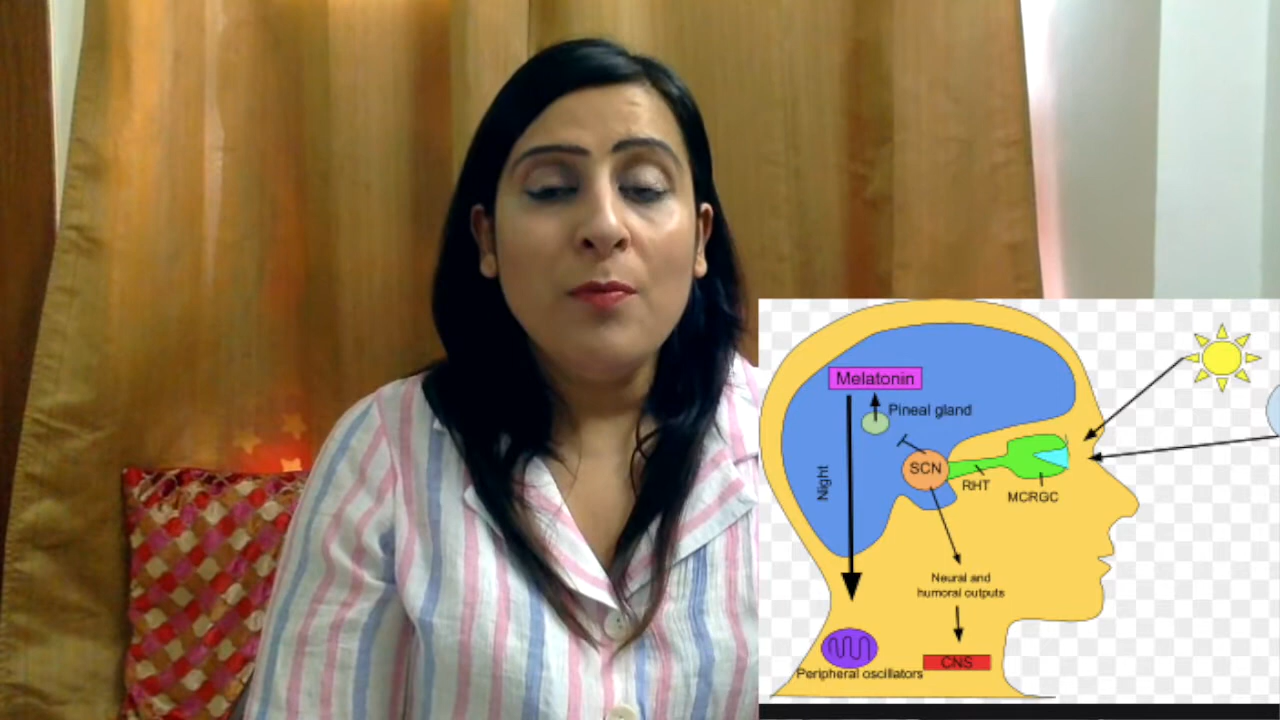 Melatonin
Pineal gland
SCN
RHT
MCRGC
Night
Neural and
humoral outputs
CNS
Peripheral oscillators